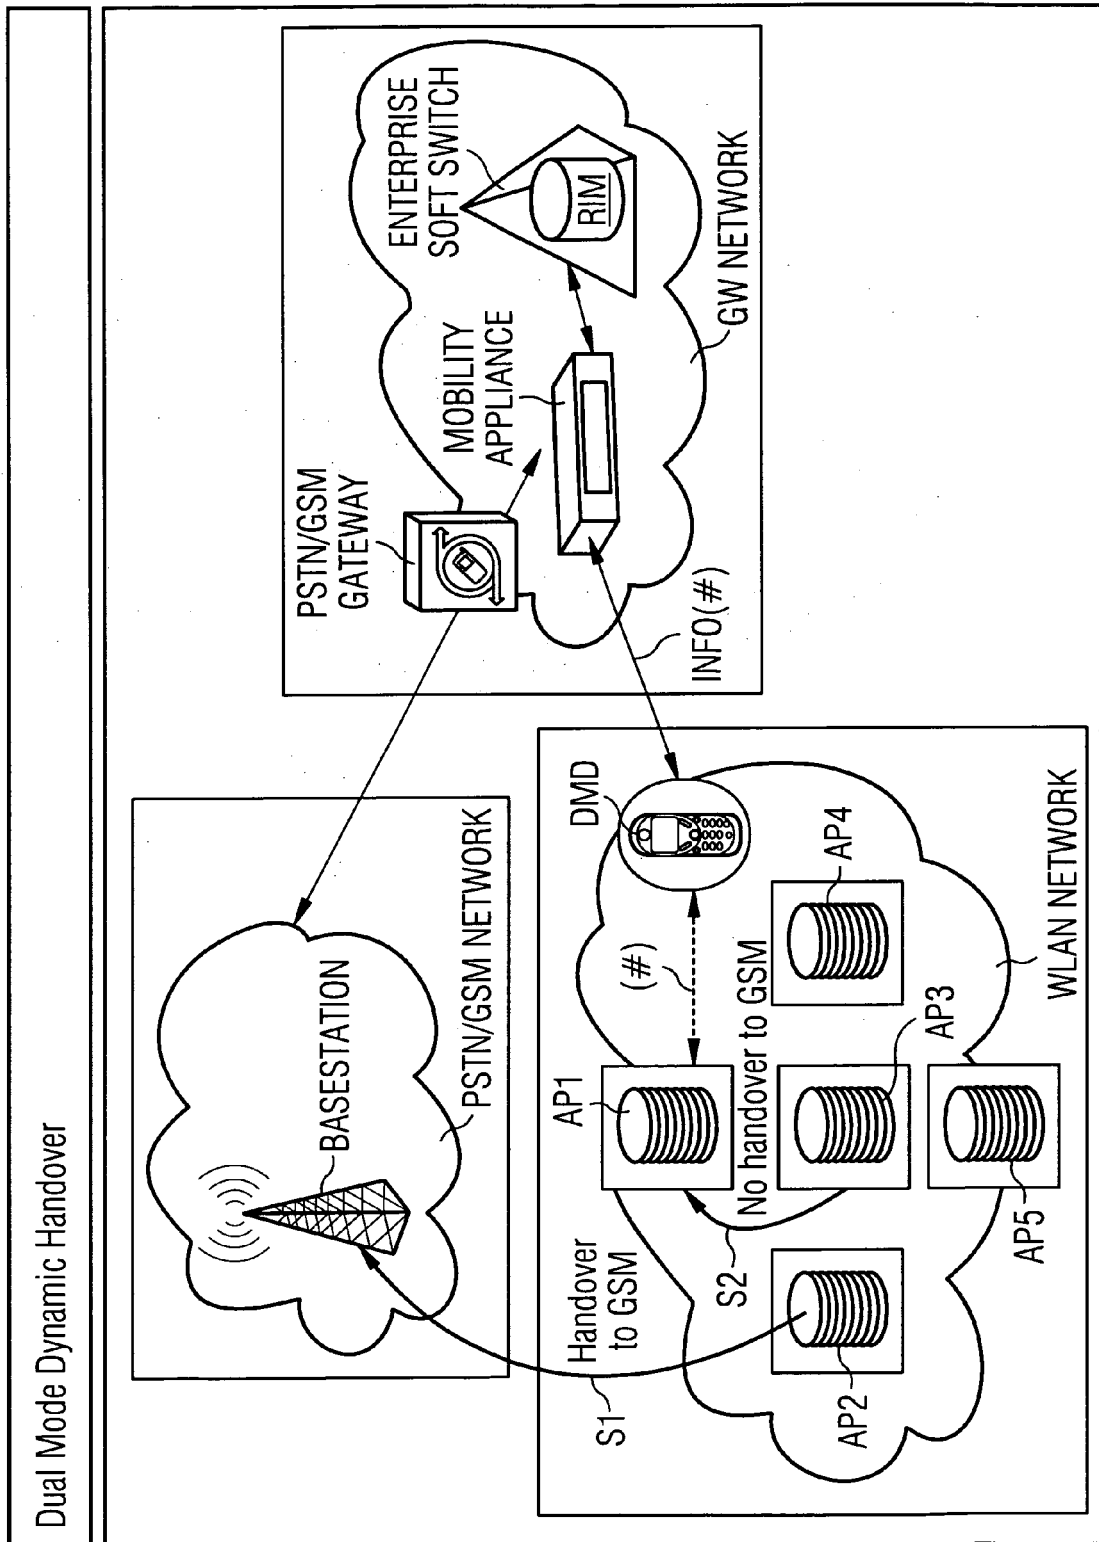 Dual Mode Dynamic Handover
BASESTATION
PSTN/GSM NETWORK
PSTN/GSM
GATEWAY
MOBILITY
APPLIANCE
ENTERPRISE
SOFT SWITCH
RIM
GW NETWORK
INFO(#)
S1
Handover
to GSM
S2
No handover to GSM
AP1
(#)
DMD
AP2
AP3
AP4
AP5
WLAN NETWORK